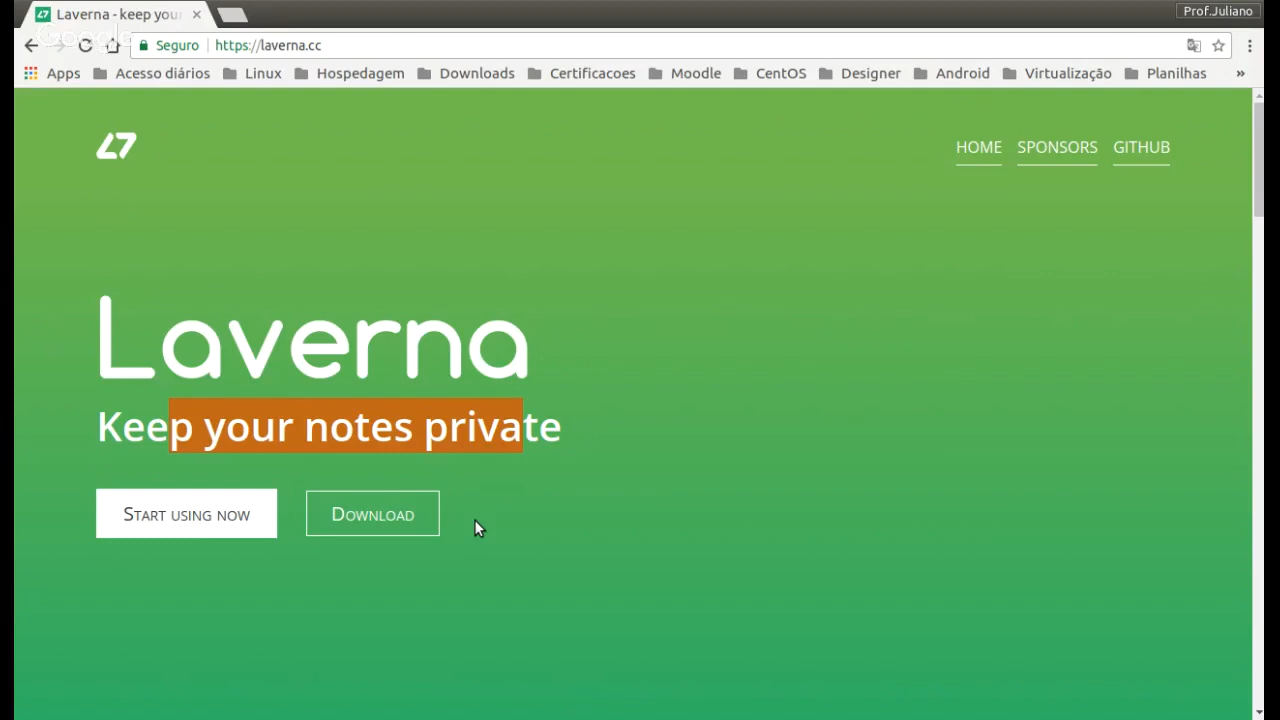 Laverna - keep your
Prof.Juliano
Google
Seguro
https://laverna.cc
Apps
Acesso diários
Linux
Hospedagem
Downloads
Certificacoes
Moodle
CentOS
Designer
Android
Virtualização
Planilhas
»
HOME
SPONSORS
GITHUB
Laverna
Keep your notes private
START USING NOW
DOWNLOAD